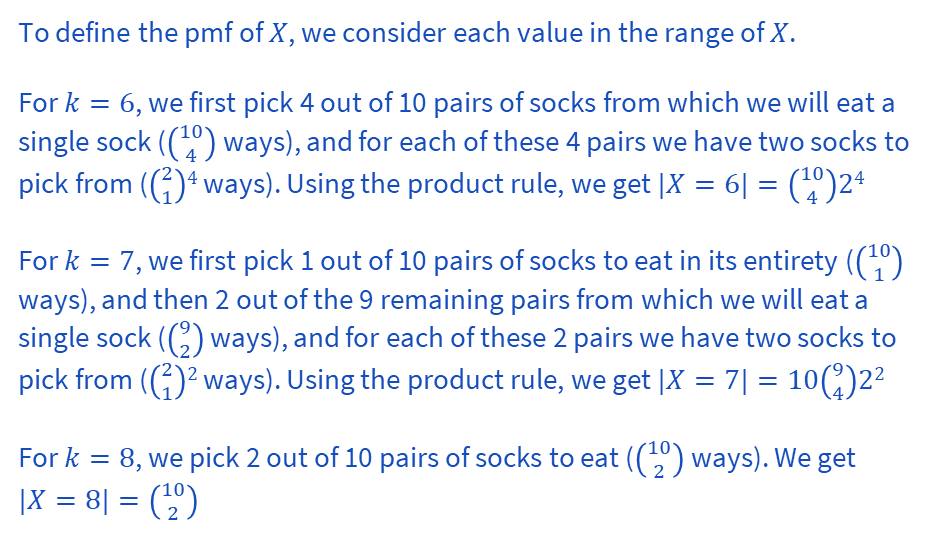 To define the pmf of X, we consider each value in the range of X.
For k = 6, we first pick 4 out of 10 pairs of socks from which we will eat a
single sock (\binom{10}{4} ways), and for each of these 4 pairs we have two socks to
pick from (\binom{2}{1}^4 ways). Using the product rule, we get |X = 6| = \binom{10}{4}2^4
For k = 7, we first pick 1 out of 10 pairs of socks to eat in its entirety (\binom{10}{1}
ways), and then 2 out of the 9 remaining pairs from which we will eat a
single sock (\binom{9}{2} ways), and for each of these 2 pairs we have two socks to
pick from (\binom{2}{1}^2 ways). Using the product rule, we get |X = 7| = 10\binom{9}{4}2^2
For k = 8, we pick 2 out of 10 pairs of socks to eat (\binom{10}{2} ways). We get
|X = 8| = \binom{10}{2}